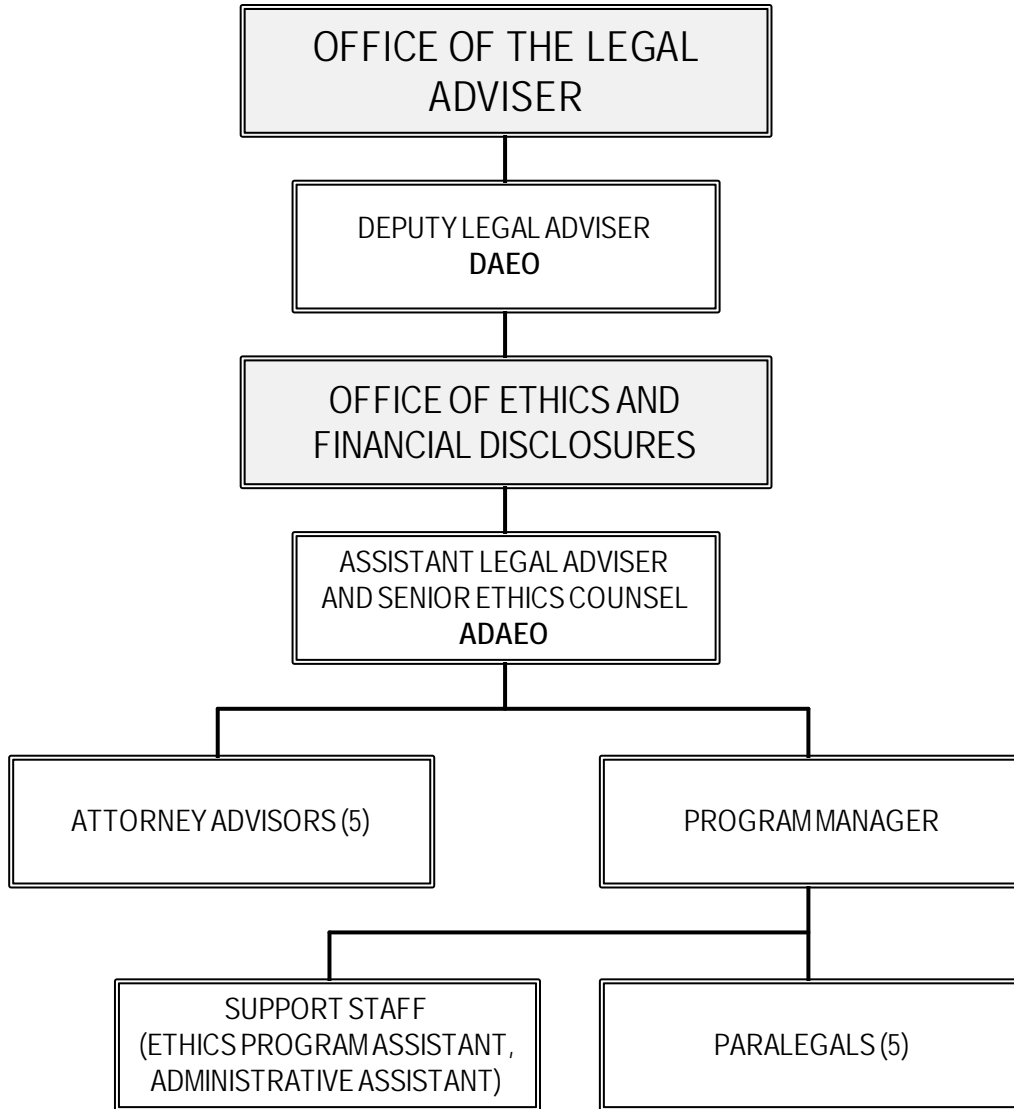 OFFICE OF THE LEGAL
ADVISER
DEPUTY LEGAL ADVISER
DAEO
OFFICE OF ETHICS AND
FINANCIAL DISCLOSURES
ASSISTANT LEGAL ADVISER
AND SENIOR ETHICS COUNSEL
ADAEO
ATTORNEY ADVISORS (5)
PROGRAM MANAGER
SUPPORT STAFF
(ETHICS PROGRAM ASSISTANT,
ADMINISTRATIVE ASSISTANT)
PARALEGALS (5)